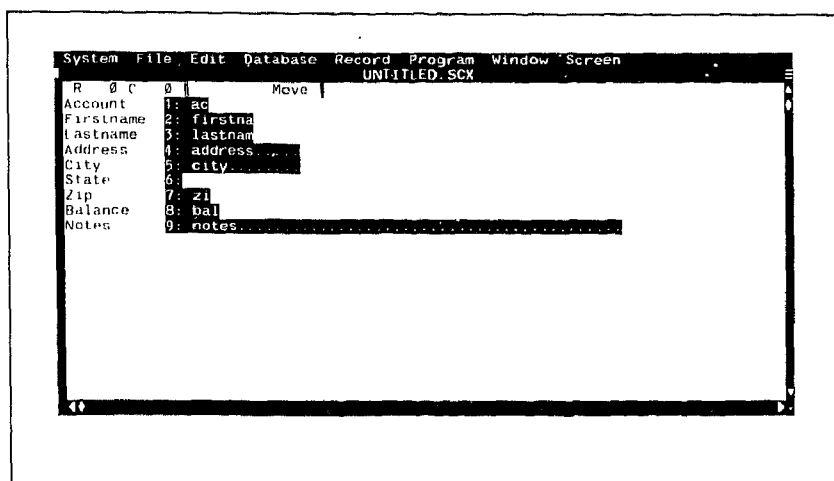 System File Edit Database Record Program Window Screen
UNTITLED.SCX
R 0 C 0 Move
Account 1: ac
Firstname 2: firstna
Lastname 3: lastnam
Address 4: address.....
City 5: city........
State 6:
Zip 7: zi
Balance 8: bal
Notes 9: notes.............................................